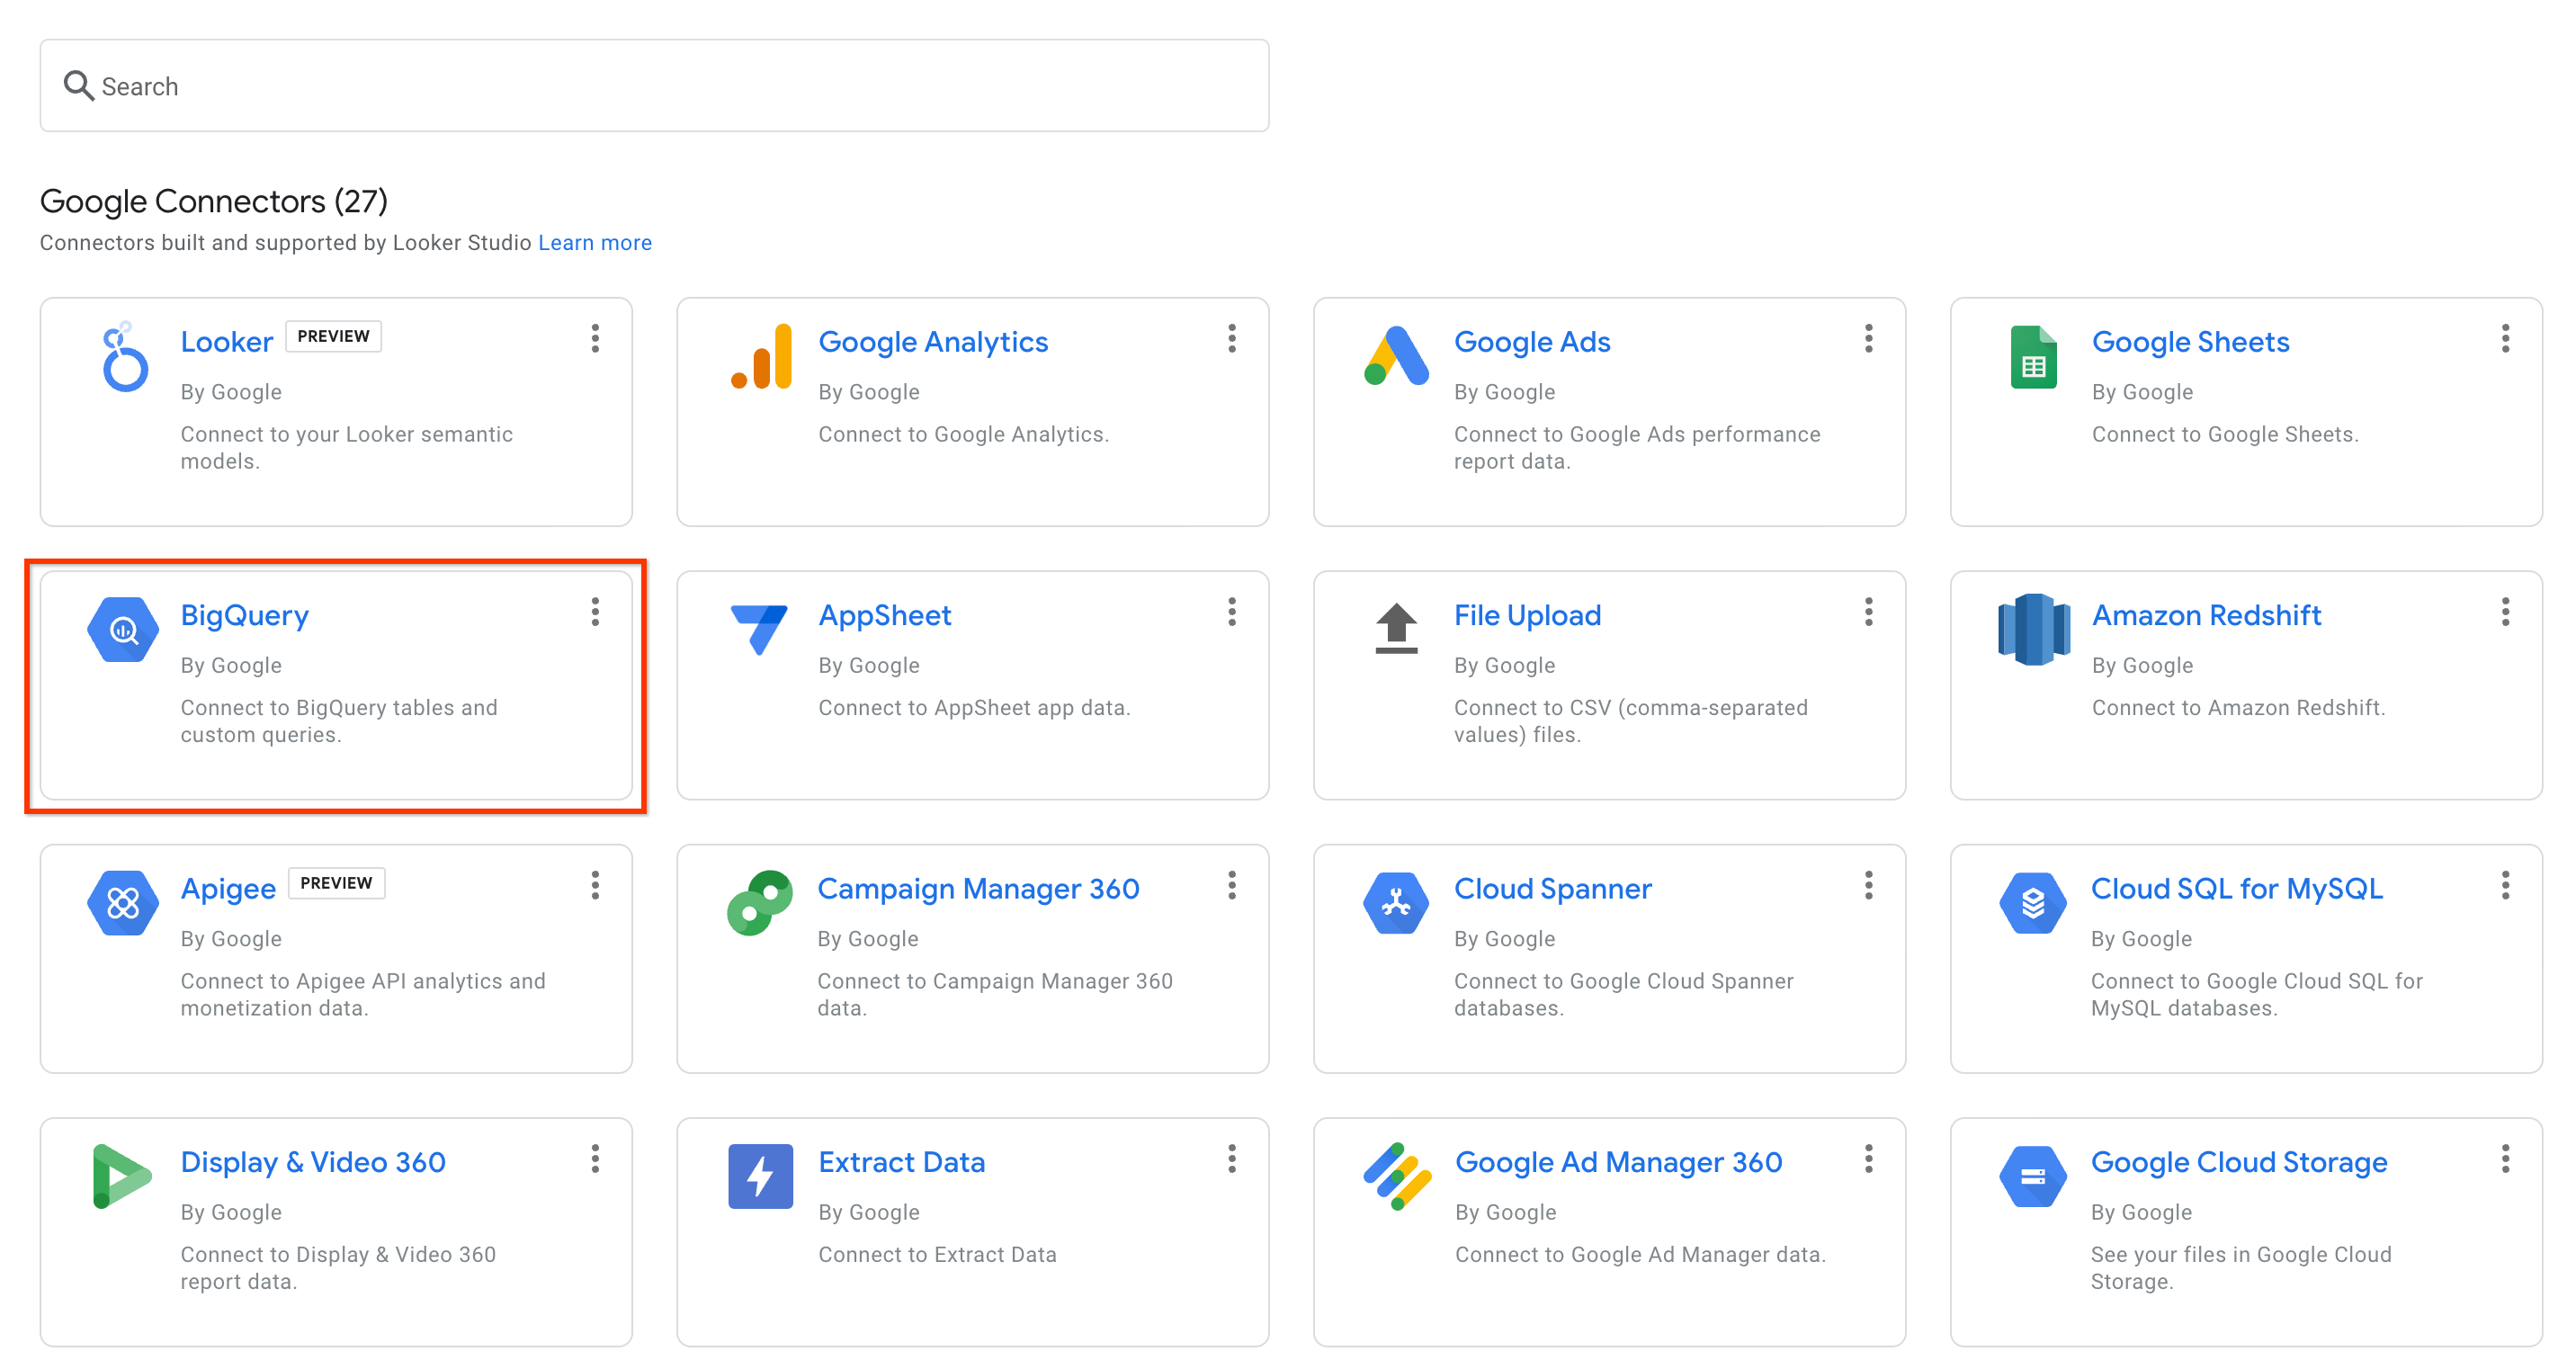 Search
Google Connectors (27)
Connectors built and supported by Looker Studio Learn more
Looker PREVIEW
By Google
Connect to your Looker semantic
models.
Google Analytics
By Google
Connect to Google Analytics.
Google Ads
By Google
Connect to Google Ads performance
report data.
Google Sheets
By Google
Connect to Google Sheets.
BigQuery
By Google
Connect to BigQuery tables and
custom queries.
AppSheet
By Google
Connect to AppSheet app data.
File Upload
By Google
Connect to CSV (comma-separated
values) files.
Amazon Redshift
By Google
Connect to Amazon Redshift.
Apigee PREVIEW
By Google
Connect to Apigee API analytics and
monetization data.
Campaign Manager 360
By Google
Connect to Campaign Manager 360
data.
Cloud Spanner
By Google
Connect to Google Cloud Spanner
databases.
Cloud SQL for MySQL
By Google
Connect to Google Cloud SQL for
MySQL databases.
Display & Video 360
By Google
Connect to Display & Video 360
report data.
Extract Data
By Google
Connect to Extract Data
Google Ad Manager 360
By Google
Connect to Google Ad Manager data.
Google Cloud Storage
By Google
See your files in Google Cloud
Storage.